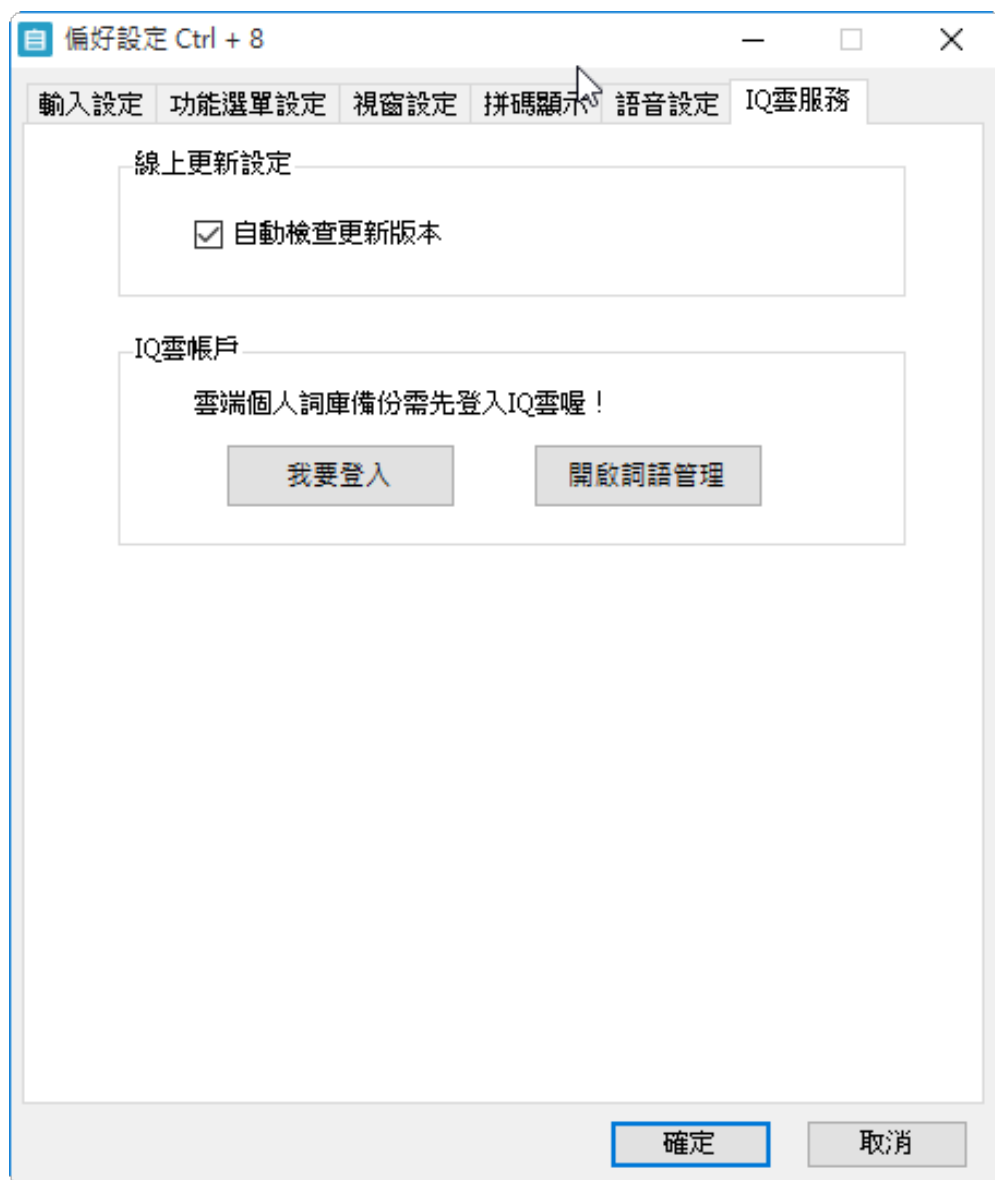 自 偏好設定 Ctrl + 8
輸入設定 功能選單設定 視窗設定 拼碼顯示 語音設定 IQ雲服務
線上更新設定
自動檢查更新版本
IQ雲帳戶
雲端個人詞庫備份需先登入IQ雲喔！
我要登入 開啟詞語管理
確定 取消